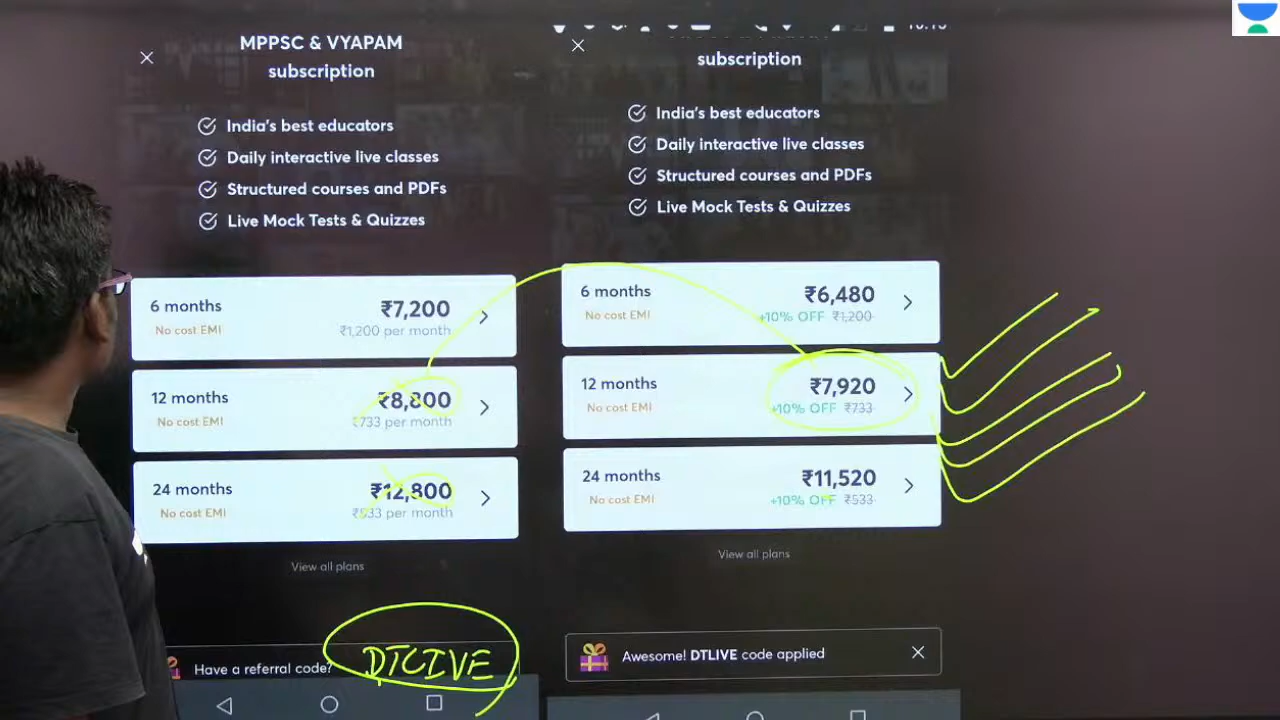 MPPSC & VYAPAM
subscription
India's best educators
Daily interactive live classes
Structured courses and PDFs
Live Mock Tests & Quizzes
6 months
₹7,200
No cost EMI
₹1,200 per month
12 months
₹8,800
No cost EMI
₹733 per month
24 months
₹12,800
No cost EMI
₹533 per month
View all plans
Have a referral code?
DTLIVE
subscription
India's best educators
Daily interactive live classes
Structured courses and PDFs
Live Mock Tests & Quizzes
6 months
₹6,480
No cost EMI
+10% OFF ₹1,200
12 months
₹7,920
No cost EMI
+10% OFF ₹733
24 months
₹11,520
No cost EMI
+10% OFF ₹533
View all plans
Awesome! DTLIVE code applied